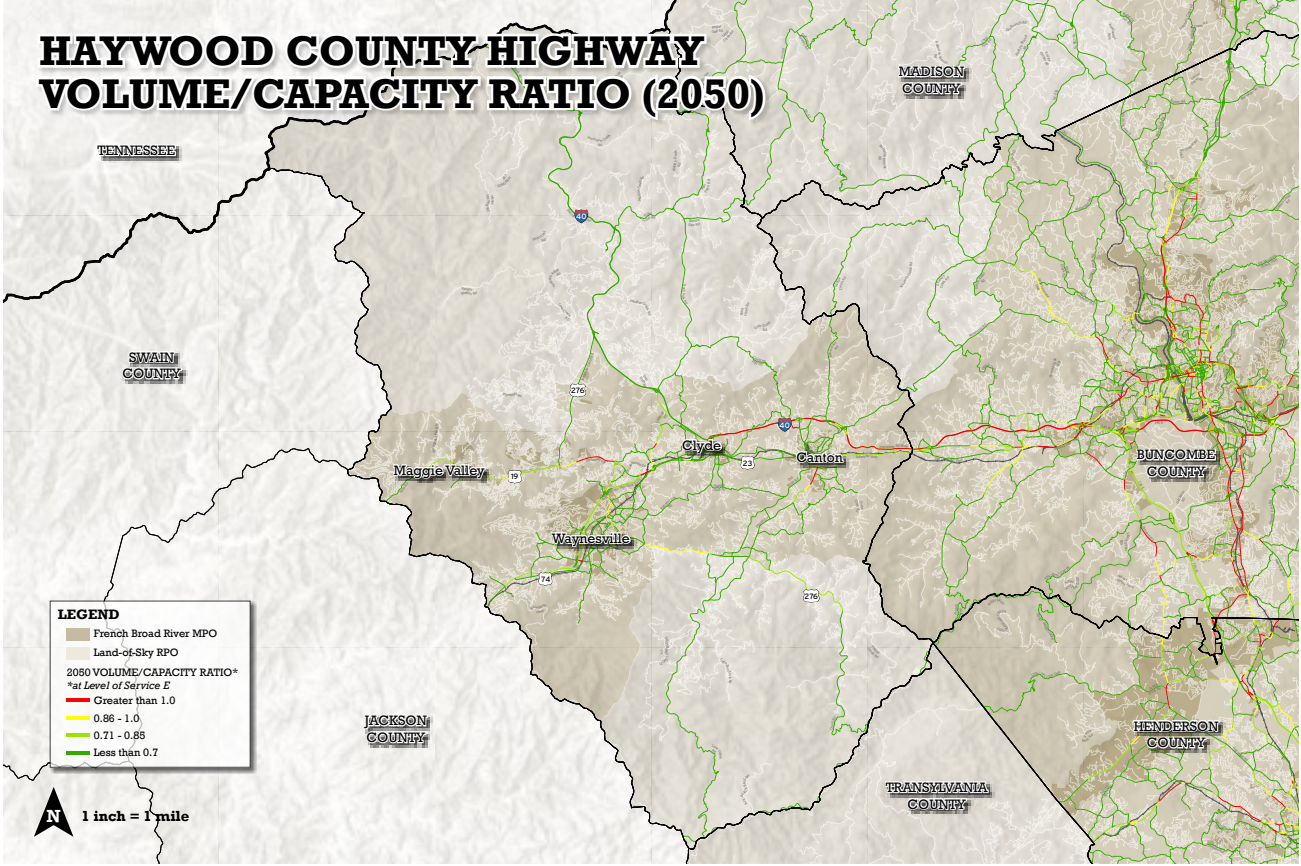 HAYWOOD COUNTY HIGHWAY
VOLUME/CAPACITY RATIO (2050)
MADISON
COUNTY
TENNESSEE
40
SWAIN
COUNTY
276
40
Clyde
Maggie Valley
19
23
Canton
BUNCOMBE
COUNTY
Waynesville
74
276
LEGEND
French Broad River MPO
Land-of-Sky RPO
2050 VOLUME/CAPACITY RATIO*
*at Level of Service E
Greater than 1.0
0.86 - 1.0
0.71 - 0.85
Less than 0.7
JACKSON
COUNTY
HENDERSON
COUNTY
TRANSYLVANIA
COUNTY
N
1 inch = 1 mile